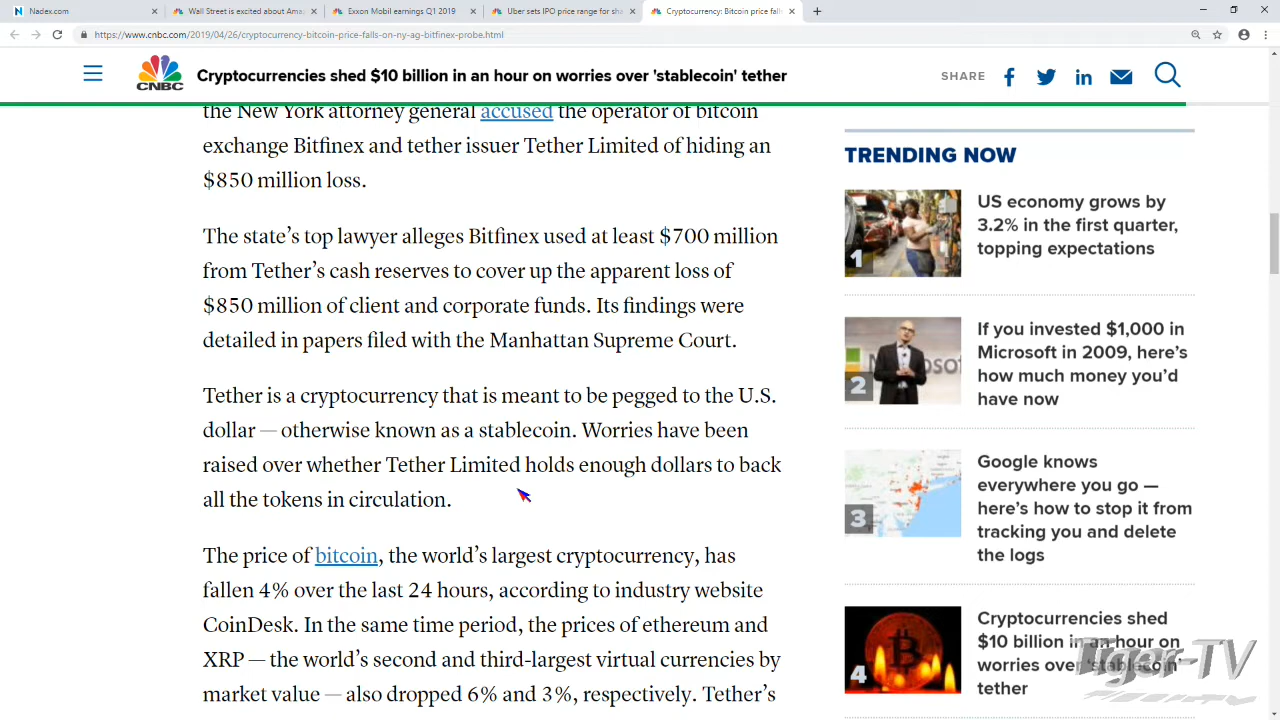 Nadex.com
Wall Street is excited about Ama
Exxon Mobil earnings Q1 2019
Uber sets IPO price range for sha
Cryptocurrency: Bitcoin price fall
https://www.cnbc.com/2019/04/26/cryptocurrency-bitcoin-price-falls-on-ny-ag-bitfinex-probe.html
CNBC
Cryptocurrencies shed $10 billion in an hour on worries over 'stablecoin' tether
SHARE
the New York attorney general accused the operator of bitcoin
exchange Bitfinex and tether issuer Tether Limited of hiding an
$850 million loss.
The state’s top lawyer alleges Bitfinex used at least $700 million
from Tether’s cash reserves to cover up the apparent loss of
$850 million of client and corporate funds. Its findings were
detailed in papers filed with the Manhattan Supreme Court.
Tether is a cryptocurrency that is meant to be pegged to the U.S.
dollar — otherwise known as a stablecoin. Worries have been
raised over whether Tether Limited holds enough dollars to back
all the tokens in circulation.
The price of bitcoin, the world’s largest cryptocurrency, has
fallen 4% over the last 24 hours, according to industry website
CoinDesk. In the same time period, the prices of ethereum and
XRP — the world’s second and third-largest virtual currencies by
market value — also dropped 6% and 3%, respectively. Tether’s
TRENDING NOW
1
US economy grows by
3.2% in the first quarter,
topping expectations
2
If you invested $1,000 in
Microsoft in 2009, here’s
how much money you’d
have now
3
Google knows
everywhere you go —
here’s how to stop it from
tracking you and delete
the logs
4
Cryptocurrencies shed
$10 billion in an hour on
worries over ‘stablecoin’
tether
Tiger-TV